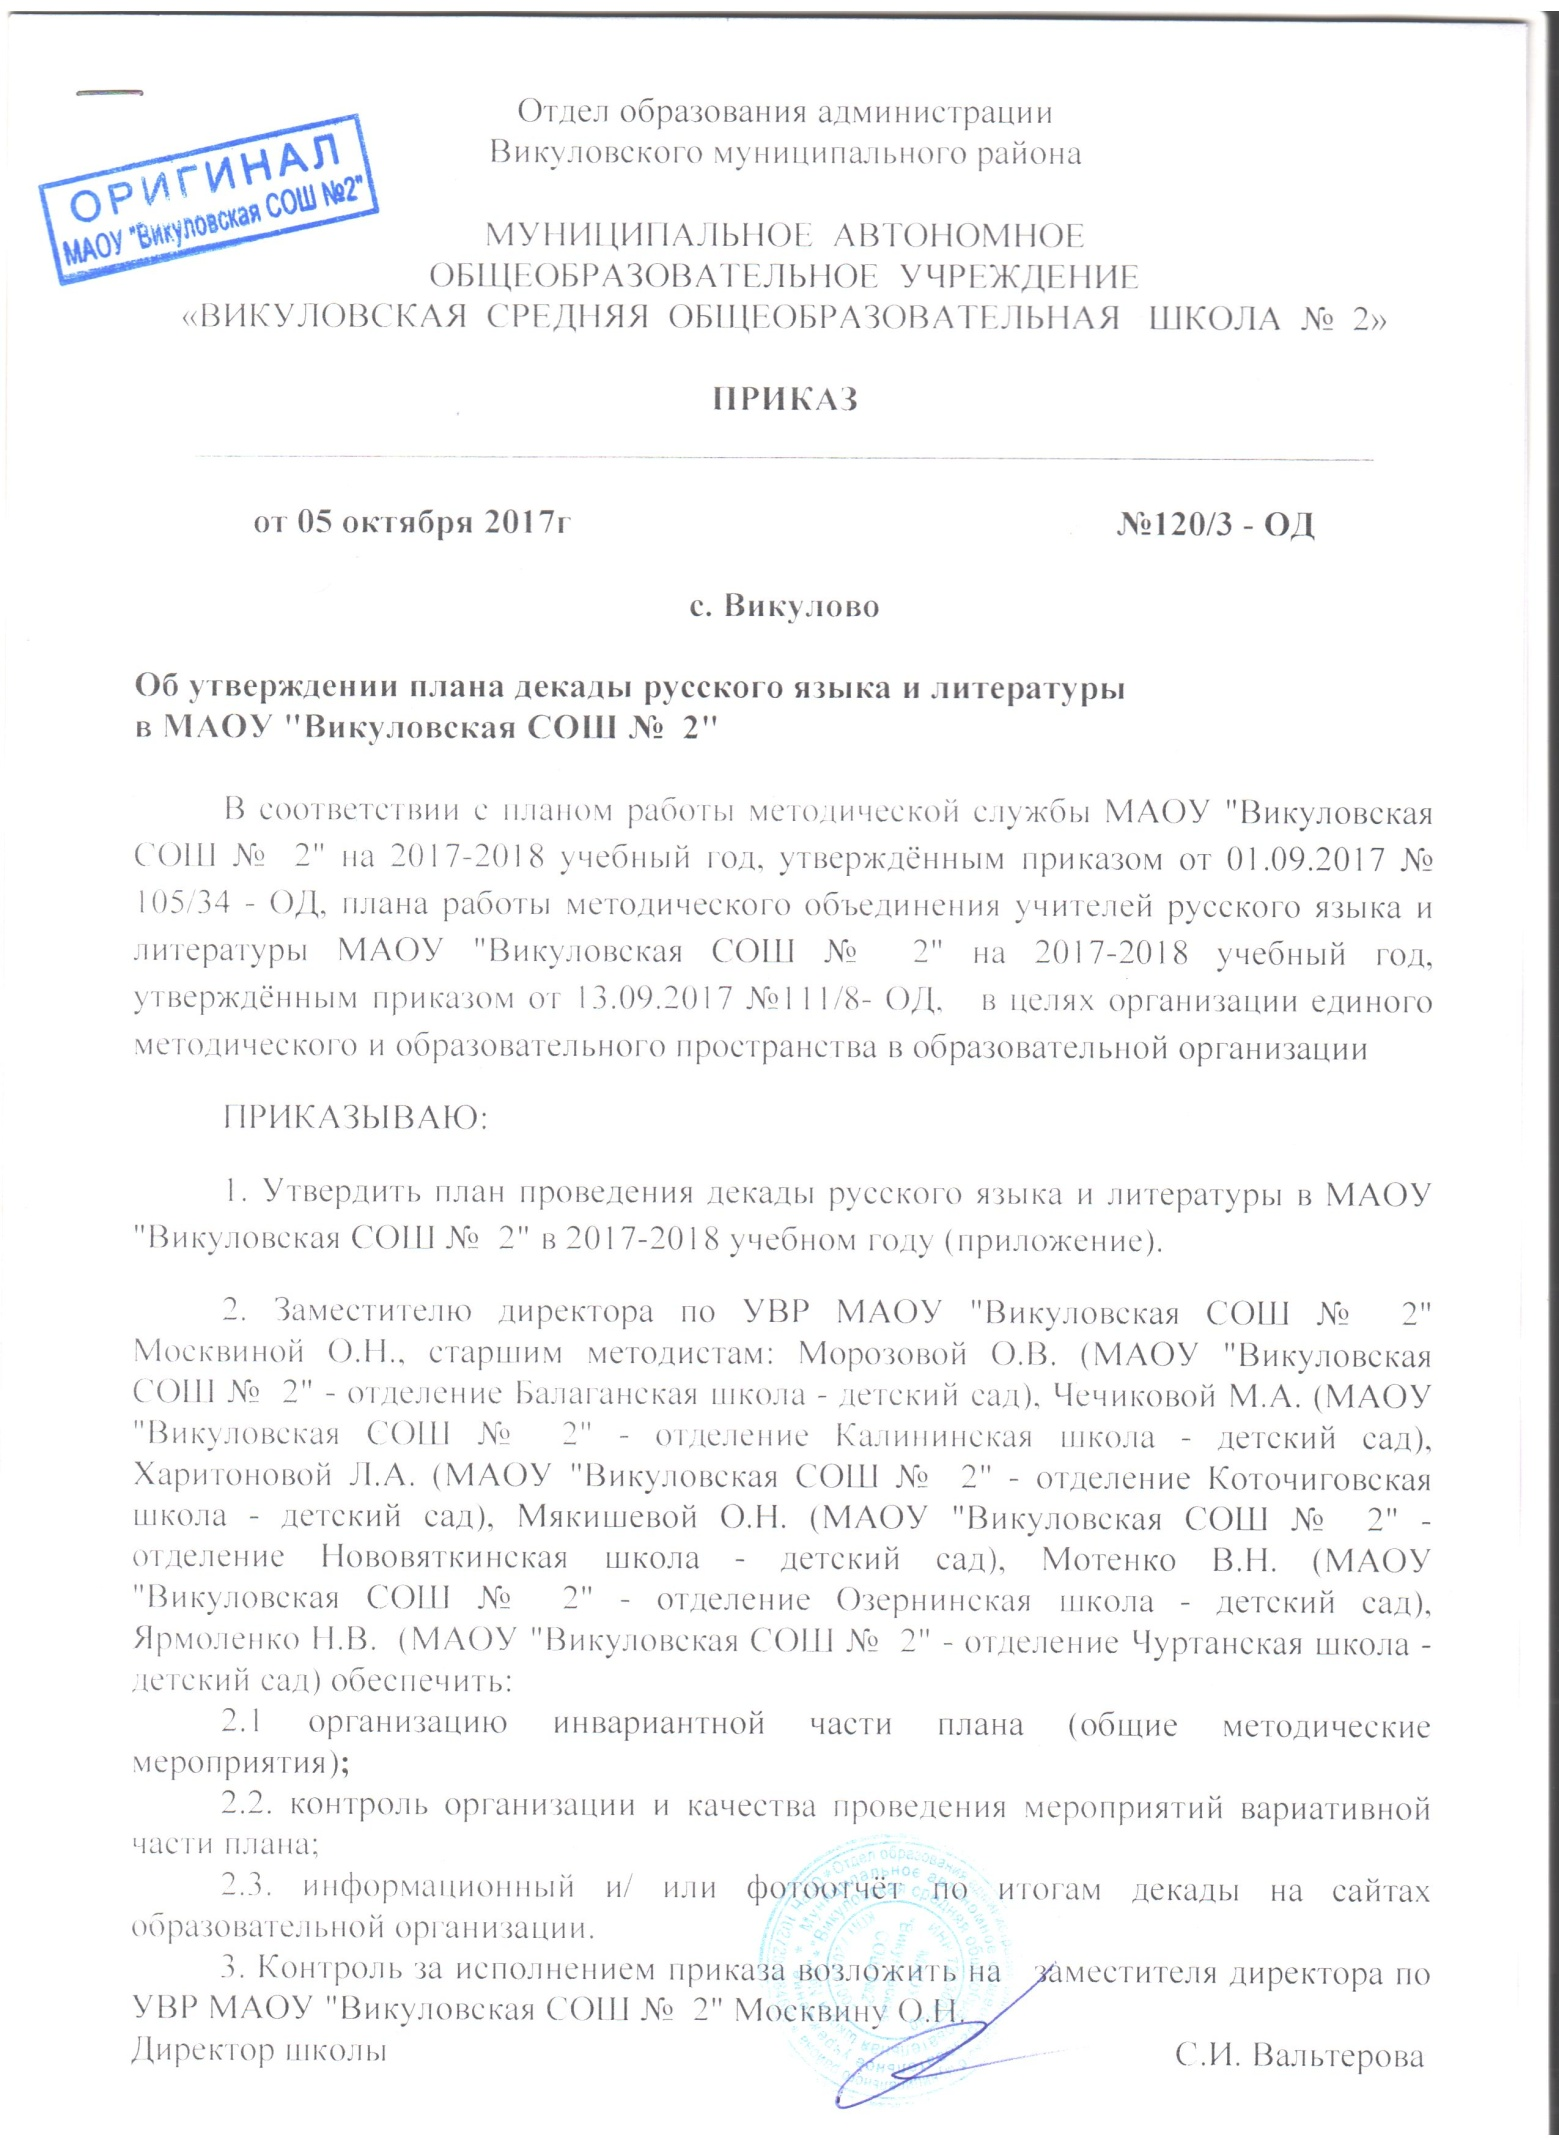 Отдел образования администрации
Викуловского муниципального района
ОРИГИНАЛ
МАОУ "Викуловская СОШ №2"
МУНИЦИПАЛЬНОЕ АВТОНОМНОЕ
ОБЩЕОБРАЗОВАТЕЛЬНОЕ УЧРЕЖДЕНИЕ
«ВИКУЛОВСКАЯ СРЕДНЯЯ ОБЩЕОБРАЗОВАТЕЛЬНАЯ ШКОЛА № 2»
ПРИКАЗ
от 05 октября 2017г №120/3 - ОД
с. Викулово
Об утверждении плана декады русского языка и литературы
в МАОУ "Викуловская СОШ № 2"
В соответствии с планом работы методической службы МАОУ "Викуловская
СОШ № 2" на 2017-2018 учебный год, утверждённым приказом от 01.09.2017 №
105/34 - ОД, плана работы методического объединения учителей русского языка и
литературы МАОУ "Викуловская СОШ № 2" на 2017-2018 учебный год,
утверждённым приказом от 13.09.2017 №111/8- ОД, в целях организации единого
методического и образовательного пространства в образовательной организации
ПРИКАЗЫВАЮ:
1. Утвердить план проведения декады русского языка и литературы в МАОУ
"Викуловская СОШ № 2" в 2017-2018 учебном году (приложение).
2. Заместителю директора по УВР МАОУ "Викуловская СОШ № 2"
Москвиной О.Н., старшим методистам: Морозовой О.В. (МАОУ "Викуловская
СОШ № 2" - отделение Балаганская школа - детский сад), Чечиковой М.А. (МАОУ
"Викуловская СОШ № 2" - отделение Калининская школа - детский сад),
Харитоновой Л.А. (МАОУ "Викуловская СОШ № 2" - отделение Коточиговская
школа - детский сад), Мякишевой О.Н. (МАОУ "Викуловская СОШ № 2" -
отделение Нововяткинская школа - детский сад), Мотенко В.Н. (МАОУ
"Викуловская СОШ № 2" - отделение Озернинская школа - детский сад),
Ярмоленко Н.В. (МАОУ "Викуловская СОШ № 2" - отделение Чуртанская школа -
детский сад) обеспечить:
2.1 организацию инвариантной части плана (общие методические
мероприятия);
2.2. контроль организации и качества проведения мероприятий вариативной
части плана;
2.3. информационный и/ или фотоотчёт по итогам декады на сайтах
образовательной организации.
3. Контроль за исполнением приказа возложить на заместителя директора по
УВР МАОУ "Викуловская СОШ № 2" Москвину О.Н.
Директор школы С.И. Вальтерова